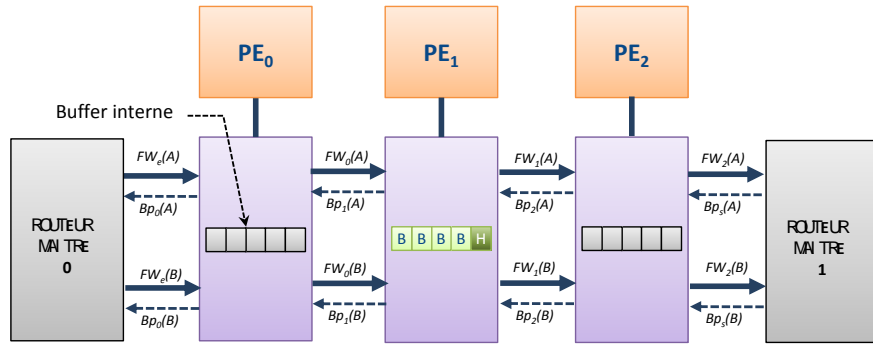 PE0 PE1 PE2
Buffer interne
FWe(A) FW0(A) FW1(A) FW2(A)
Bp0(A) Bp1(A) Bp2(A) Bps(A)
ROUTEUR
MAITRE
0
B B B B H
ROUTEUR
MAITRE
1
FWe(B) FW0(B) FW1(B) FW2(B)
Bp0(B) Bp1(B) Bp2(B) Bps(B)